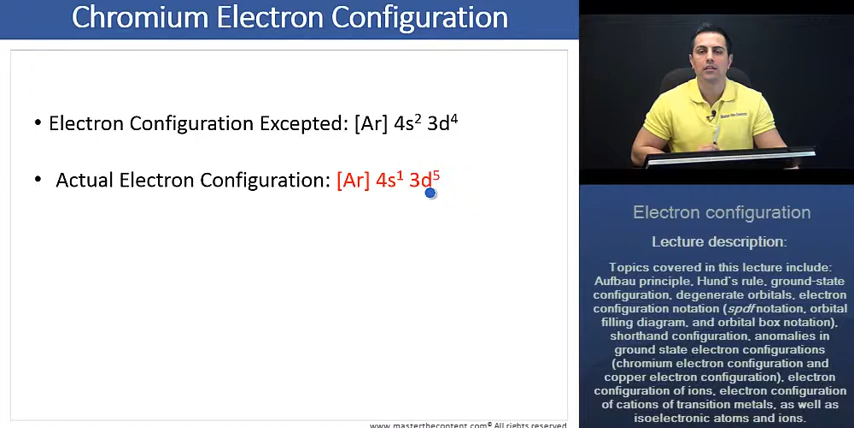 Chromium Electron Configuration
• Electron Configuration Excepted: [Ar] 4s² 3d⁴
• Actual Electron Configuration: [Ar] 4s¹ 3d⁵
www.masterthecontent.com© All rights reserved
Electron configuration
Lecture description:
Topics covered in this lecture include:
Aufbau principle, Hund's rule, ground-state
configuration, degenerate orbitals, electron
configuration notation (spdf notation, orbital
filling diagram, and orbital box notation),
shorthand configuration, anomalies in
ground state electron configurations
(chromium electron configuration and
copper electron configuration), electron
configuration of ions, electron configuration
of cations of transition metals, as well as
isoelectronic atoms and ions.